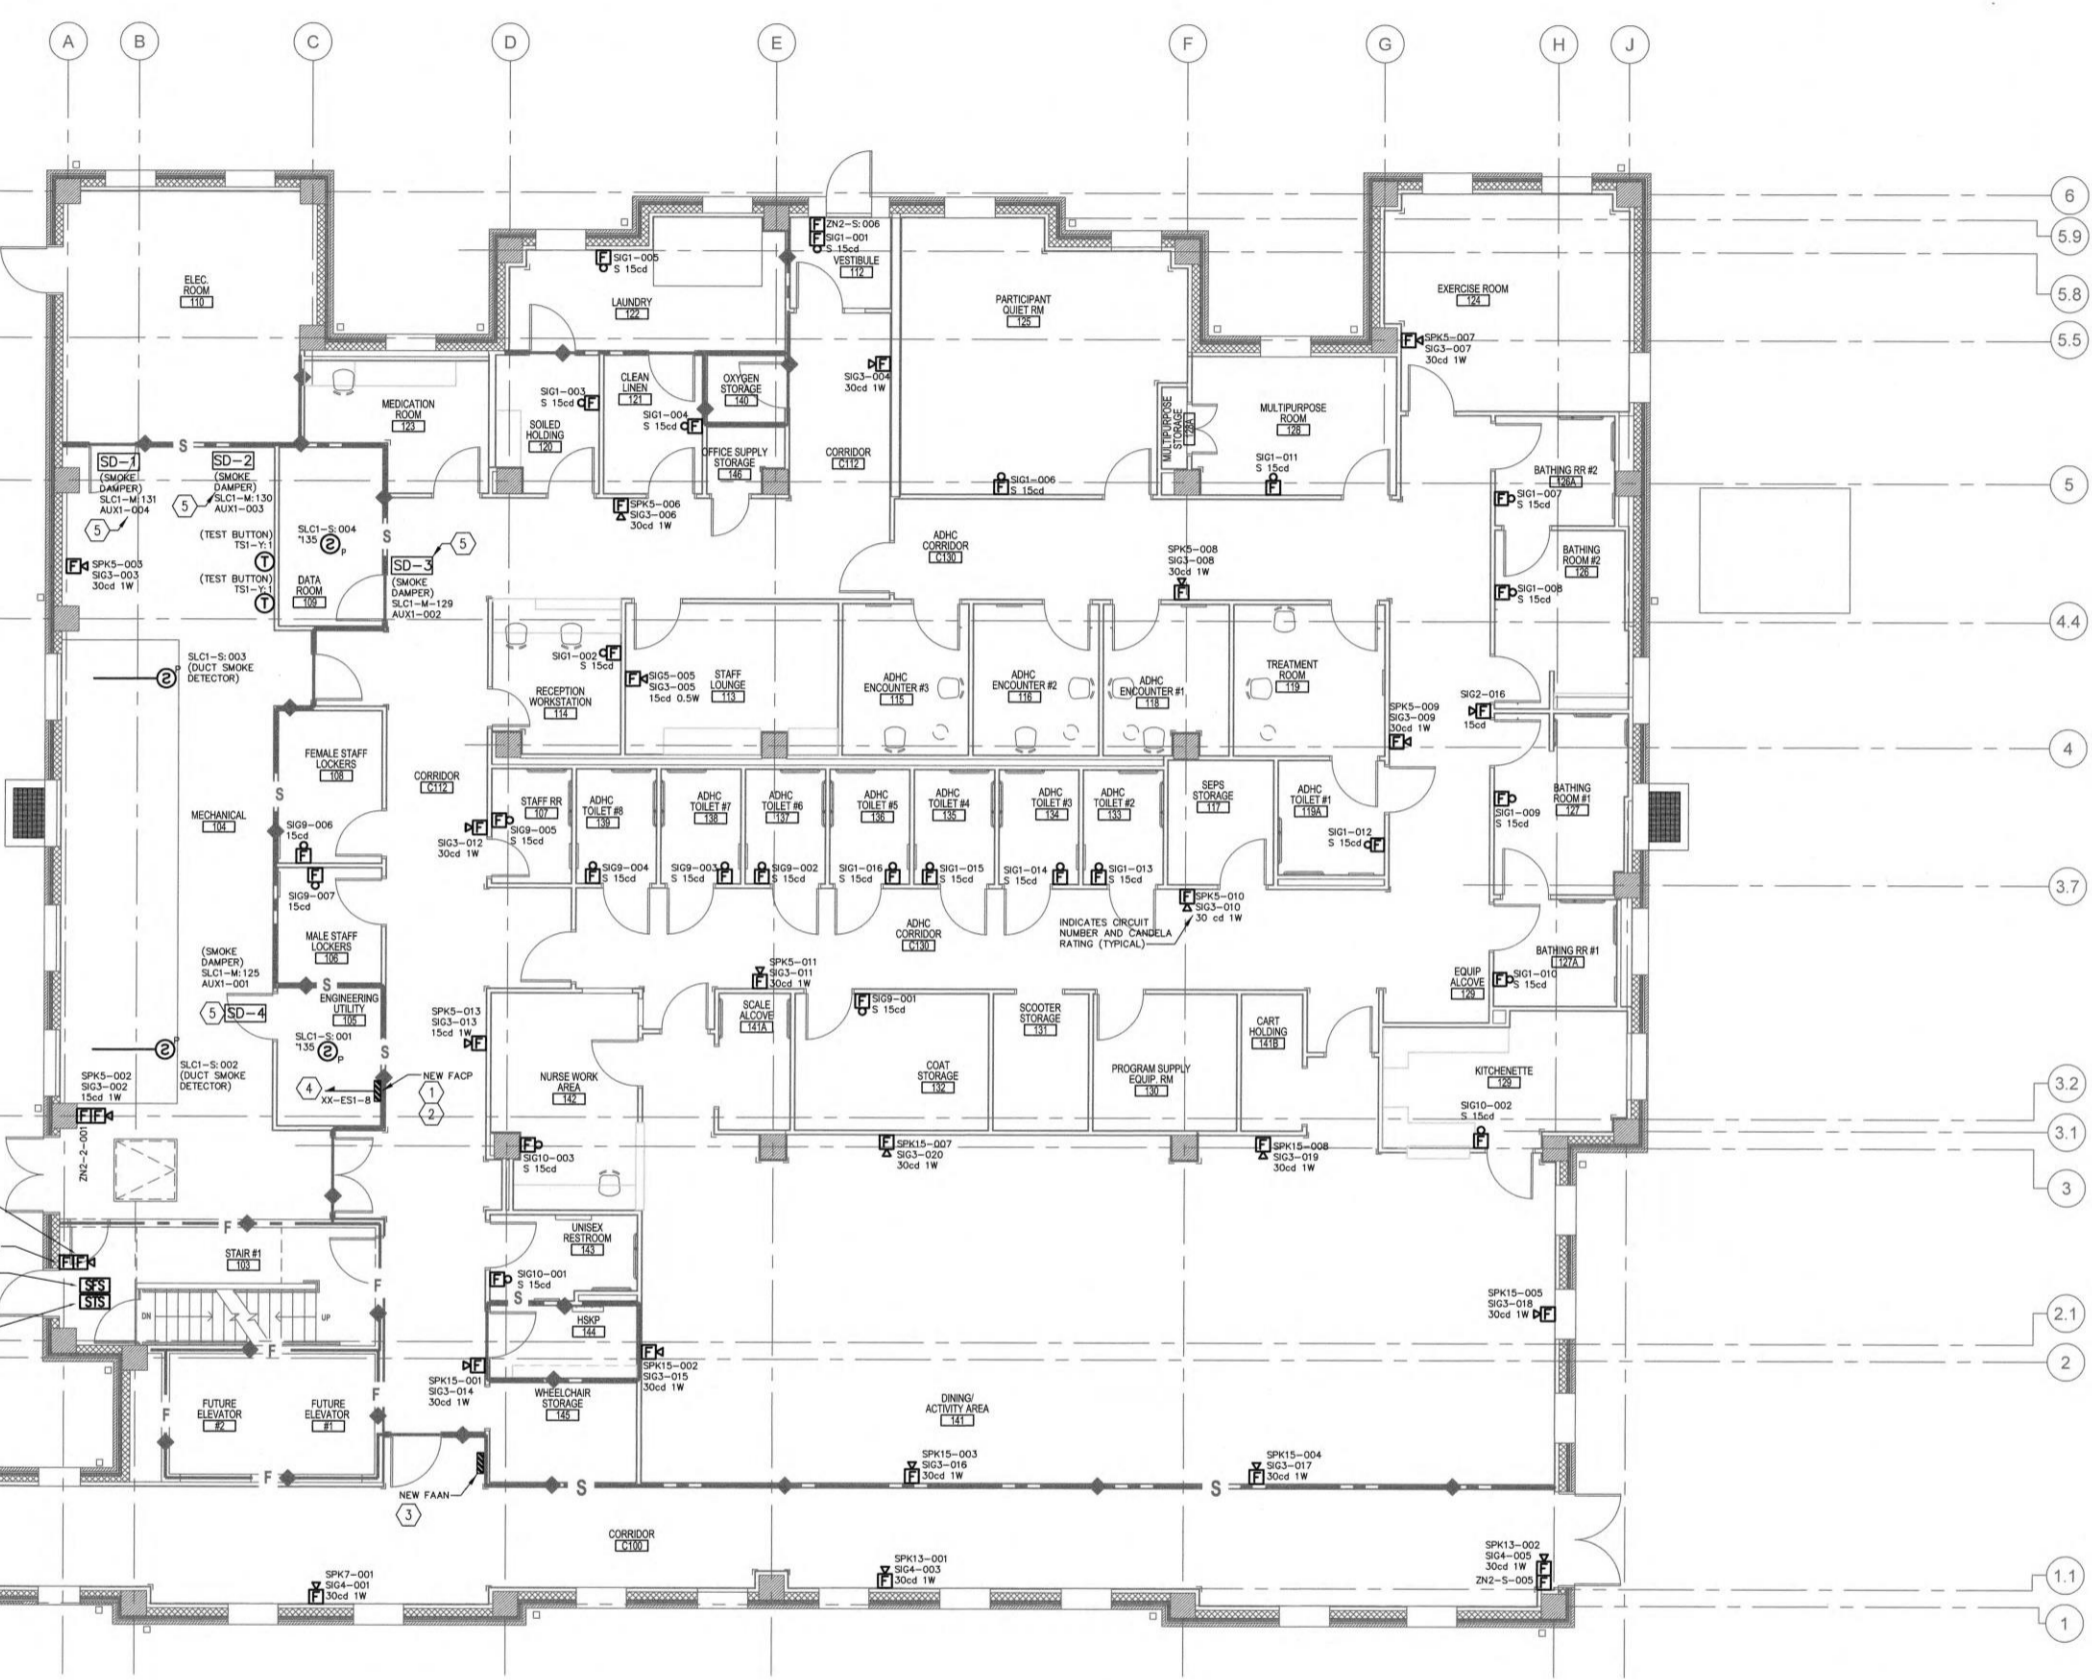 A
B
C
D
E
F
G
H
J
6
5.9
5.8
5.5
5
4.4
4
3.7
3.2
3.1
3
2.1
2
1.1
1
ELEC.
ROOM
110
SIG1-005
S 15cd
LAUNDRY
122
ZN2-S:006
SIG1-001
S 15cd
VESTIBULE
112
PARTICIPANT
QUIET RM
125
EXERCISE ROOM
124
SPK5-007
SIG3-007
30cd 1W
SIG3-004
30cd 1W
MEDICATION
ROOM
123
SIG1-003
S 15cd
SOILED
HOLDING
120
CLEAN
LINEN
121
SIG1-004
S 15cd
OXYGEN
STORAGE
140
OFFICE SUPPLY
STORAGE
146
CORRIDOR
C112
SIG1-006
S 15cd
MULTIPURPOSE
STORAGE
128A
MULTIPURPOSE
ROOM
128
SIG1-011
S 15cd
BATHING RR #2
126A
SIG1-007
S 15cd
BATHING
ROOM #2
126
SIG1-008
S 15cd
S
SD-1
(SMOKE
DAMPER)
SLC1-M:131
AUX1-004
5
SD-2
(SMOKE
DAMPER)
SLC1-M:130
AUX1-003
5
(TEST BUTTON)
TS1-Y:1
T
(TEST BUTTON)
TS1-Y:1
T
SPK5-003
SIG3-003
30cd 1W
SLC1-S:004
°135
S
P
DATA
ROOM
109
S
5
SD-3
(SMOKE
DAMPER)
SLC1-M-129
AUX1-002
SPK5-006
SIG3-006
30cd 1W
ADHC
CORRIDOR
C130
SPK5-008
SIG3-008
30cd 1W
SLC1-S:003
(DUCT SMOKE
DETECTOR)
SIG1-002
S 15cd
RECEPTION
WORKSTATION
114
SIG5-005
SIG3-005
15cd 0.5W
STAFF
LOUNGE
113
ADHC
ENCOUNTER #3
115
ADHC
ENCOUNTER #2
116
ADHC
ENCOUNTER #1
118
TREATMENT
ROOM
119
SPK5-009
SIG3-009
30cd 1W
SIG2-016
15cd
FEMALE STAFF
LOCKERS
108
S
MECHANICAL
104
SIG9-006
15cd
SIG9-007
15cd
MALE STAFF
LOCKERS
106
CORRIDOR
C112
SIG3-012
30cd 1W
STAFF RR
107
SIG9-005
S 15cd
ADHC
TOILET #8
139
SIG9-004
S 15cd
ADHC
TOILET #7
138
SIG9-003
S 15cd
ADHC
TOILET #6
137
SIG9-002
S 15cd
ADHC
TOILET #5
136
SIG1-016
S 15cd
ADHC
TOILET #4
135
SIG1-015
S 15cd
ADHC
TOILET #3
134
SIG1-014
S 15cd
ADHC
TOILET #2
133
SIG1-013
S 15cd
SEPS
STORAGE
117
ADHC
TOILET #1
119A
SIG1-012
S 15cd
BATHING
ROOM #1
127
SIG1-009
S 15cd
SPK5-010
SIG3-010
30 cd 1W
INDICATES CIRCUIT
NUMBER AND CANDELA
RATING (TYPICAL)
ADHC
CORRIDOR
C130
BATHING RR #1
127A
SIG1-010
S 15cd
EQUIP
ALCOVE
129
(SMOKE
DAMPER)
SLC1-M:125
AUX1-001
5
SD-4
S
ENGINEERING
UTILITY
105
SLC1-S:001
°135
S
P
S
4
XX-ES1-8
NEW FACP
1
2
SLC1-S:002
(DUCT SMOKE
DETECTOR)
SPK5-002
SIG3-002
15cd 1W
ZN2-2-001
SPK5-013
SIG3-013
15cd 1W
SPK5-011
SIG3-011
30cd 1W
SCALE
ALCOVE
141A
SIG9-001
S 15cd
COAT
STORAGE
132
SCOOTER
STORAGE
131
PROGRAM SUPPLY
EQUIP. RM
130
CART
HOLDING
141B
KITCHENETTE
129
SIG10-002
S 15cd
NURSE WORK
AREA
142
SIG10-003
S 15cd
SPK15-007
SIG3-020
30cd 1W
SPK15-008
SIG3-019
30cd 1W
F
STAIR #1
103
SFS
STS
DN
UP
F
F
UNISEX
RESTROOM
143
SIG10-001
S 15cd
S
HSKP
144
SPK15-001
SIG3-014
30cd 1W
SPK15-002
SIG3-015
30cd 1W
SPK15-005
SIG3-018
30cd 1W
WHEELCHAIR
STORAGE
145
DINING/
ACTIVITY AREA
141
F
FUTURE
ELEVATOR
#2
FUTURE
ELEVATOR
#1
F
F
SPK15-003
SIG3-016
30cd 1W
SPK15-004
SIG3-017
30cd 1W
NEW FAAN
3
S
S
CORRIDOR
C100
SPK7-001
SIG4-001
30cd 1W
SPK13-001
SIG4-003
30cd 1W
SPK13-002
SIG4-005
30cd 1W
ZN2-S-005